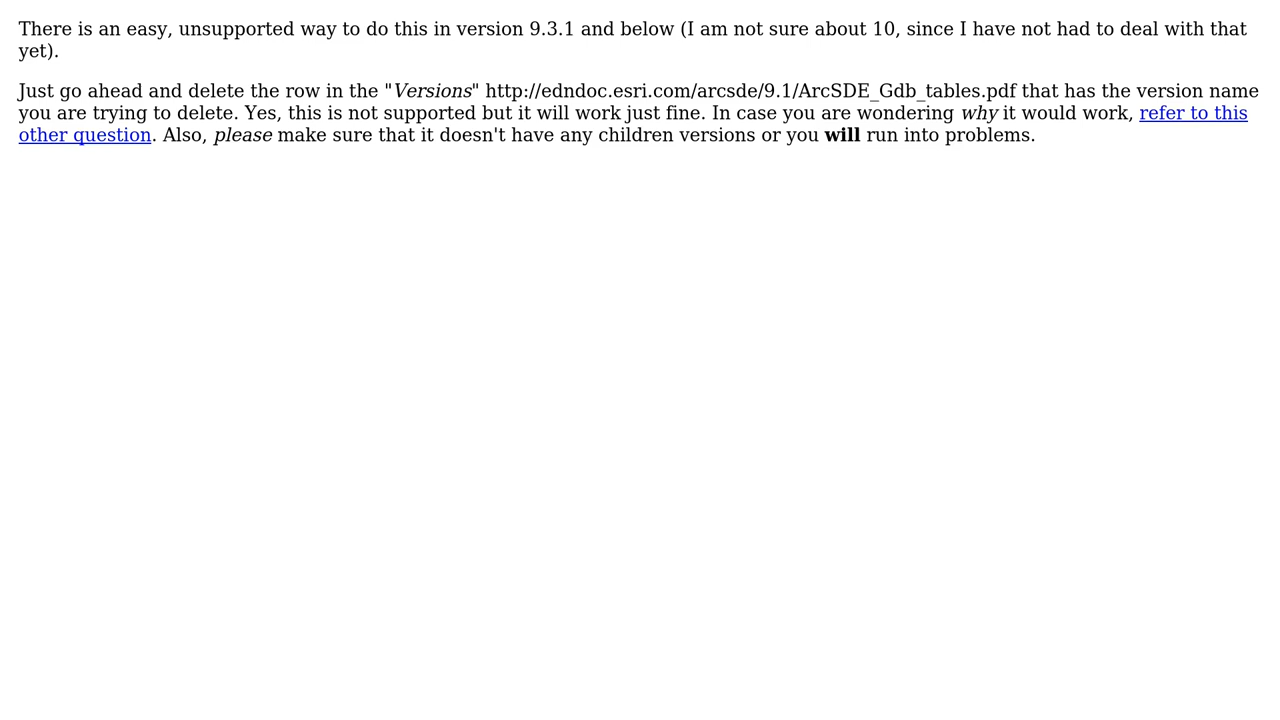 There is an easy, unsupported way to do this in version 9.3.1 and below (I am not sure about 10, since I have not had to deal with that
yet).
Just go ahead and delete the row in the "Versions" http://edndoc.esri.com/arcsde/9.1/ArcSDE_Gdb_tables.pdf that has the version name
you are trying to delete. Yes, this is not supported but it will work just fine. In case you are wondering why it would work, refer to this
other question. Also, please make sure that it doesn't have any children versions or you will run into problems.